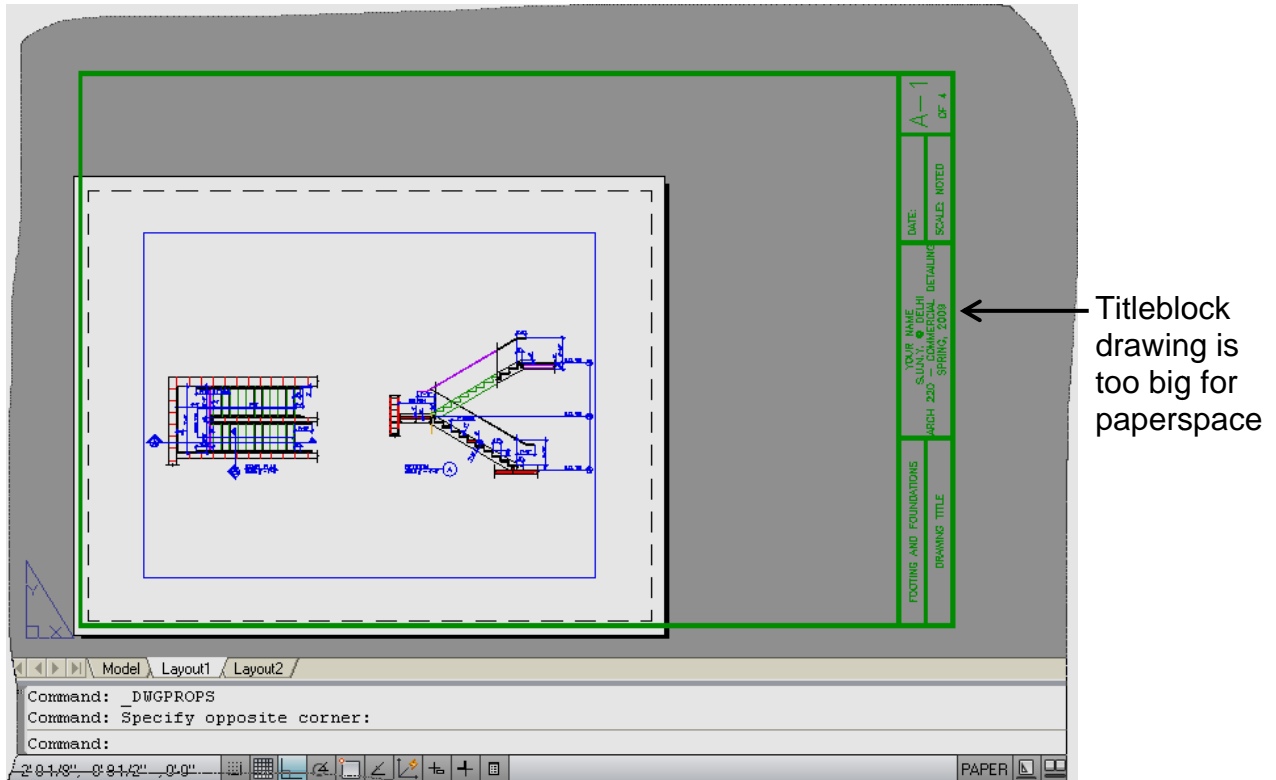 A-1
OF 4
DATE:
SCALE: NOTED
YOUR NAME
S.U.N.Y. @ DELHI
ARCH 220 - COMMERCIAL DETAILING
SPRING, 2009
FOOTING AND FOUNDATIONS
DRAWING TITLE
Titleblock
drawing is
too big for
paperspace
A
Y
X
Model
Layout1
Layout2
Command: _DWGPROPS
Command: Specify opposite corner:
Command:
PAPER